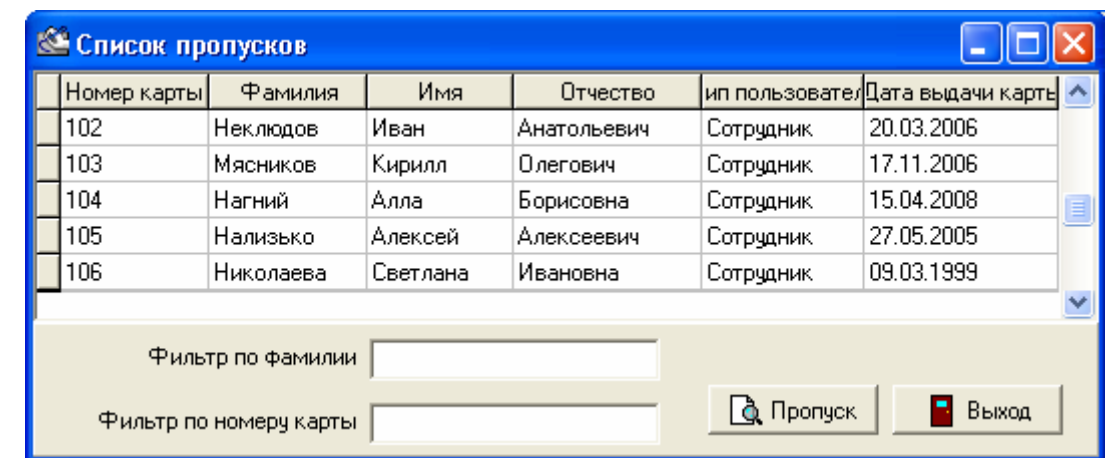 Список пропусков
Номер карты Фамилия Имя Отчество ип пользовател Дата выдачи карть
102 Неклюдов Иван Анатольевич Сотрудник 20.03.2006
103 Мясников Кирилл Олегович Сотрудник 17.11.2006
104 Нагний Алла Борисовна Сотрудник 15.04.2008
105 Нализько Алексей Алексеевич Сотрудник 27.05.2005
106 Николаева Светлана Ивановна Сотрудник 09.03.1999
Фильтр по фамилии
Фильтр по номеру карты
Пропуск Выход